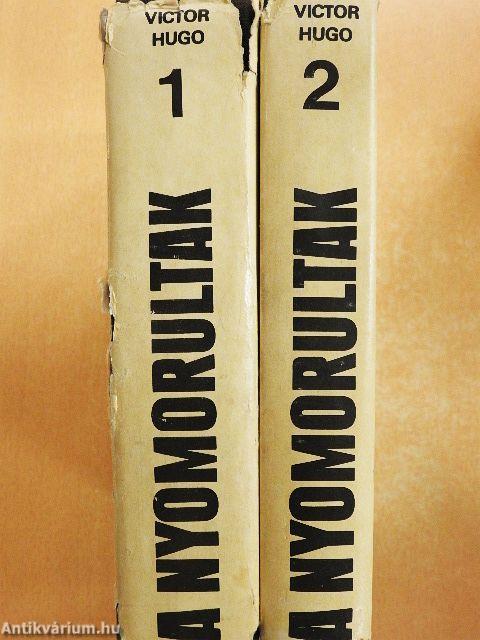 VICTOR
HUGO
1
A NYOMORULTAK
VICTOR
HUGO
2
A NYOMORULTAK
Antikvárium.hu